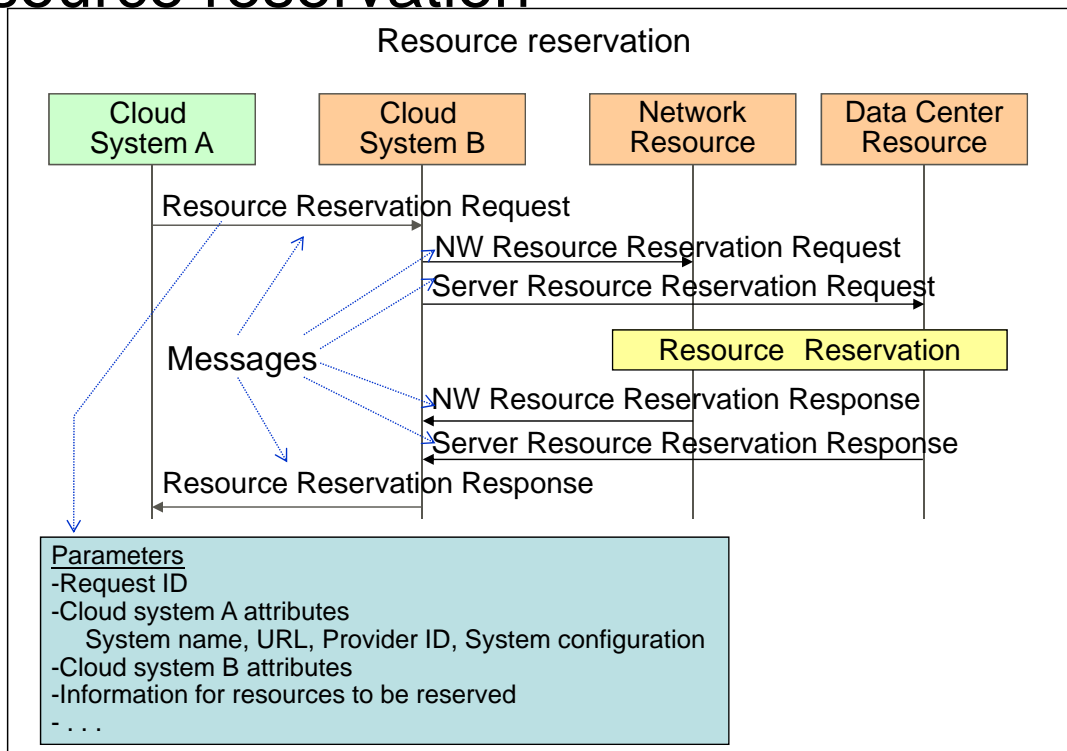 source reservation
Resource reservation
Cloud
System A
Cloud
System B
Network
Resource
Data Center
Resource
Resource Reservation Request
NW Resource Reservation Request
Server Resource Reservation Request
Messages
Resource Reservation
NW Resource Reservation Response
Server Resource Reservation Response
Resource Reservation Response
Parameters
-Request ID
-Cloud system A attributes
System name, URL, Provider ID, System configuration
-Cloud system B attributes
-Information for resources to be reserved
- . . .